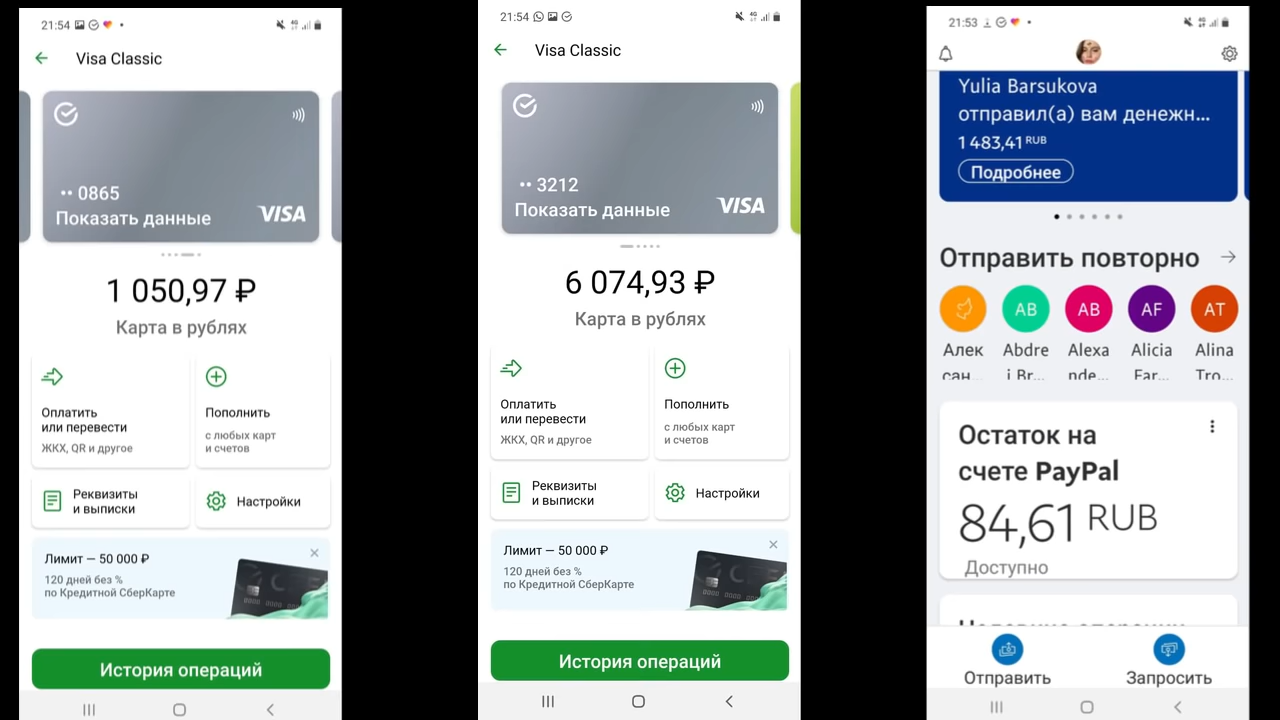 21:54
Visa Classic
•• 0865
Показать данные
VISA
1 050,97 ₽
Карта в рублях
Оплатить
или перевести
ЖКХ, QR и другое
Пополнить
с любых карт
и счетов
Реквизиты
и выписки
Настройки
Лимит — 50 000 ₽
120 дней без %
по Кредитной СберКарте
История операций
21:54
Visa Classic
•• 3212
Показать данные
VISA
6 074,93 ₽
Карта в рублях
Оплатить
или перевести
ЖКХ, QR и другое
Пополнить
с любых карт
и счетов
Реквизиты
и выписки
Настройки
Лимит — 50 000 ₽
120 дней без %
по Кредитной СберКарте
История операций
21:53
Yulia Barsukova
отправил(а) вам денежн...
1 483,41 RUB
Подробнее
Отправить повторно
AB
AB
AF
AT
Алек
сан...
Abdre
i Br...
Alexa
nde...
Alicia
Far...
Alina
Tro...
Остаток на
счете PayPal
84,61 RUB
Доступно
Отправить
Запросить